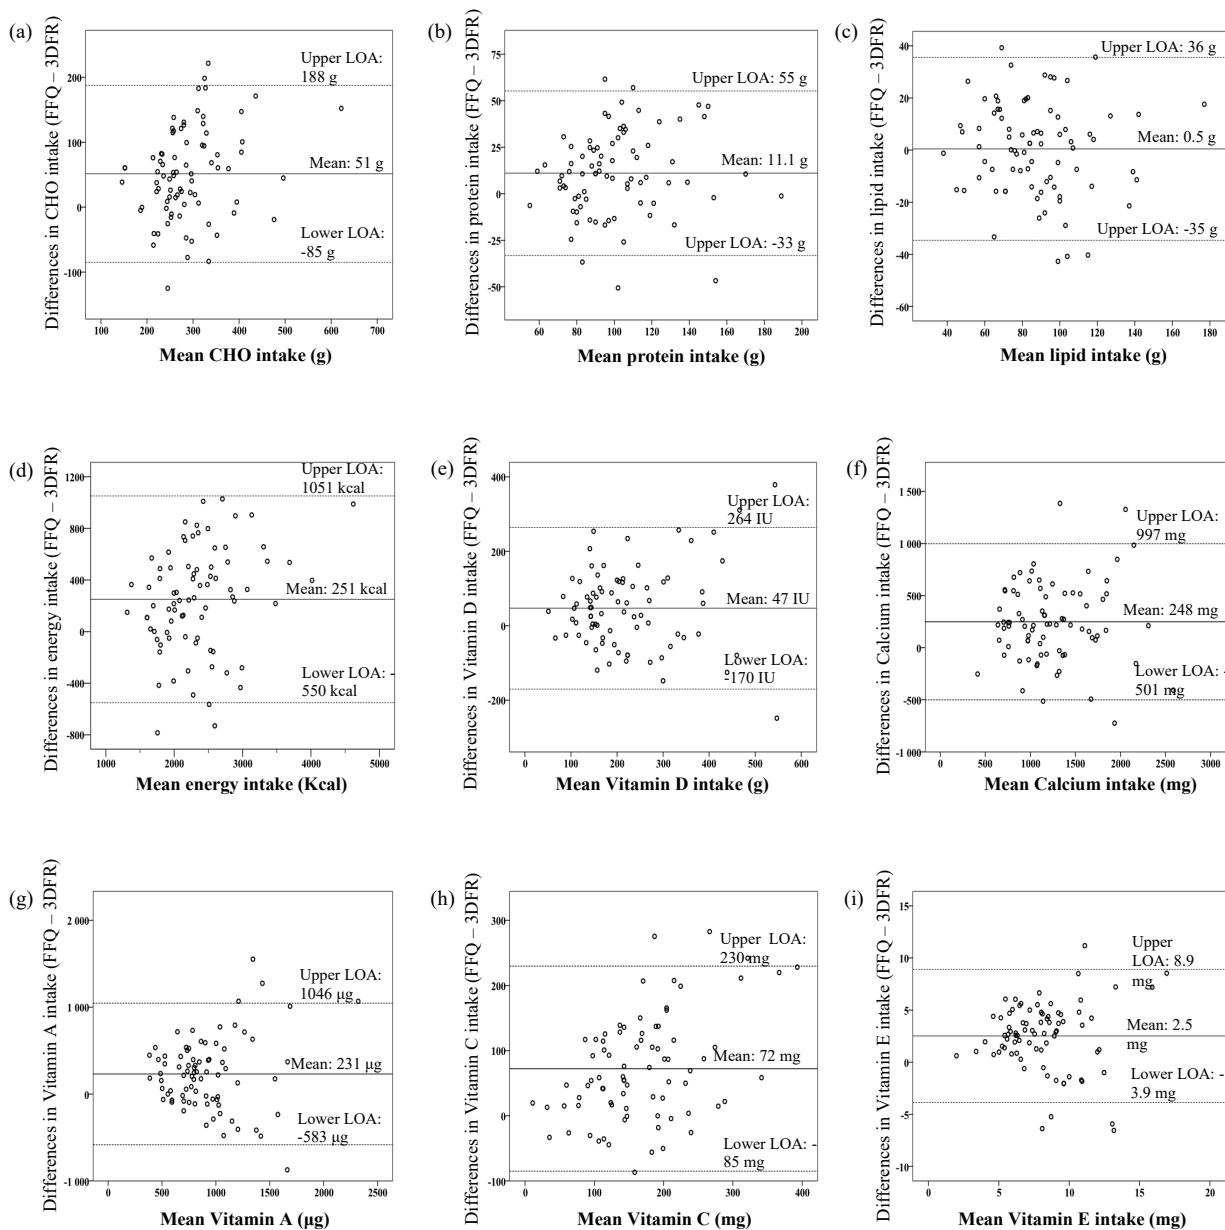 (a)
Differences in CHO intake (FFQ – 3DFR)
200
100
0
-100
Upper LOA:
188 g
Mean: 51 g
Lower LOA:
-85 g
100 200 300 400 500 600 700
Mean CHO intake (g)
(b)
Differences in protein intake (FFQ – 3DFR)
75
50
25
0
-25
-50
Upper LOA: 55 g
Mean: 11.1 g
Upper LOA: -33 g
60 80 100 120 140 160 180 200
Mean protein intake (g)
(c)
Differences in lipid intake (FFQ – 3DFR)
40
20
0
-20
-40
-60
Upper LOA: 36 g
Mean: 0.5 g
Upper LOA: -35 g
40 60 80 100 120 140 160 180
Mean lipid intake (g)
(d)
Differences in energy intake (FFQ – 3DFR)
1200
800
400
0
-400
-800
Upper LOA:
1051 kcal
Mean: 251 kcal
Lower LOA: -
550 kcal
1000 2000 3000 4000 5000
Mean energy intake (Kcal)
(e)
Differences in Vitamin D intake (FFQ – 3DFR)
400
200
0
-200
Upper LOA:
264 IU
Mean: 47 IU
Lower LOA:
-170 IU
0 100 200 300 400 500 600
Mean Vitamin D intake (g)
(f)
Differences in Calcium intake (FFQ – 3DFR)
1 500
1 000
500
0
-500
-1 000
Upper LOA:
997 mg
Mean: 248 mg
Lower LOA: -
501 mg
0 500 1000 1500 2000 2500 3000
Mean Calcium intake (mg)
(g)
Differences in Vitamin A intake (FFQ – 3DFR)
2 000
1 000
0
-1 000
Upper LOA:
1046 µg
Mean: 231 µg
Lower LOA:
-583 µg
0 500 1000 1500 2000 2500
Mean Vitamin A (µg)
(h)
Differences in Vitamin C intake (FFQ – 3DFR)
300
200
100
0
-100
Upper LOA:
230 mg
Mean: 72 mg
Lower LOA: -
85 mg
0 100 200 300 400
Mean Vitamin C (mg)
(i)
Differences in Vitamin E intake (FFQ – 3DFR)
15
10
5
0
-5
-10
Upper
LOA: 8.9
mg
Mean: 2.5
mg
Lower LOA: -
3.9 mg
0 5 10 15 20
Mean Vitamin E intake (mg)